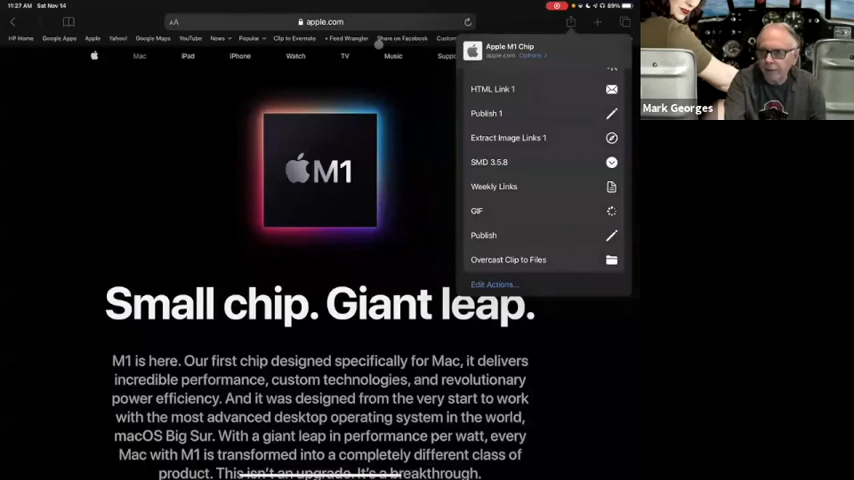 11:27 AM Sat Nov 14
89%
AA
apple.com
HP Home Google Apps Apple Yahoo! Google Maps YouTube News Popular Clip to Evernote + Feed Wrangler Share on Facebook
Mac iPhone iPad Watch TV Music
Apple M1 Chip
apple.com Options >
HTML Link 1
Publish 1
Extract Image Links 1
SMD 3.5.8
Weekly Links
GIF
Publish
Overcast Clip to Files
Edit Actions...
M1
Small chip. Giant leap.
M1 is here. Our first chip designed specifically for Mac, it delivers
incredible performance, custom technologies, and revolutionary
power efficiency. And it was designed from the very start to work
with the most advanced desktop operating system in the world,
macOS Big Sur. With a giant leap in performance per watt, every
Mac with M1 is transformed into a completely different class of
product. This isn't an upgrade. It's a breakthrough.
Mark Georges